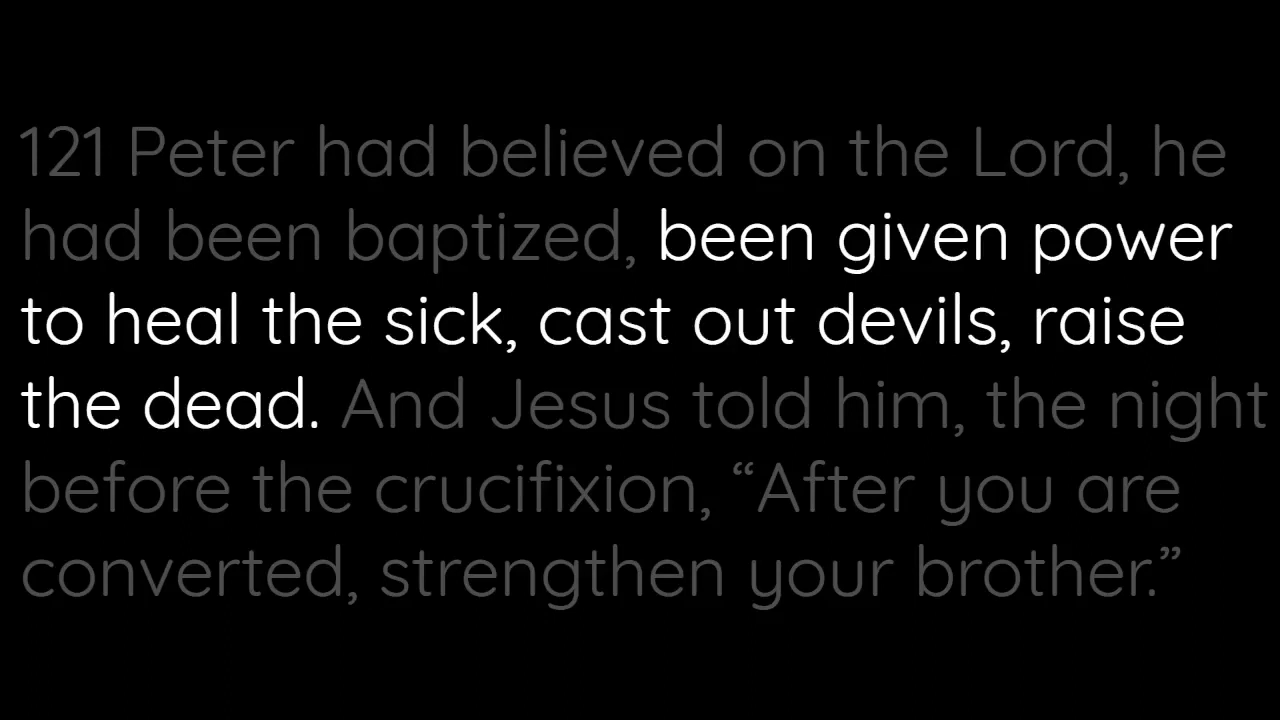 121 Peter had believed on the Lord, he
had been baptized, been given power
to heal the sick, cast out devils, raise
the dead. And Jesus told him, the night
before the crucifixion, “After you are
converted, strengthen your brother.”